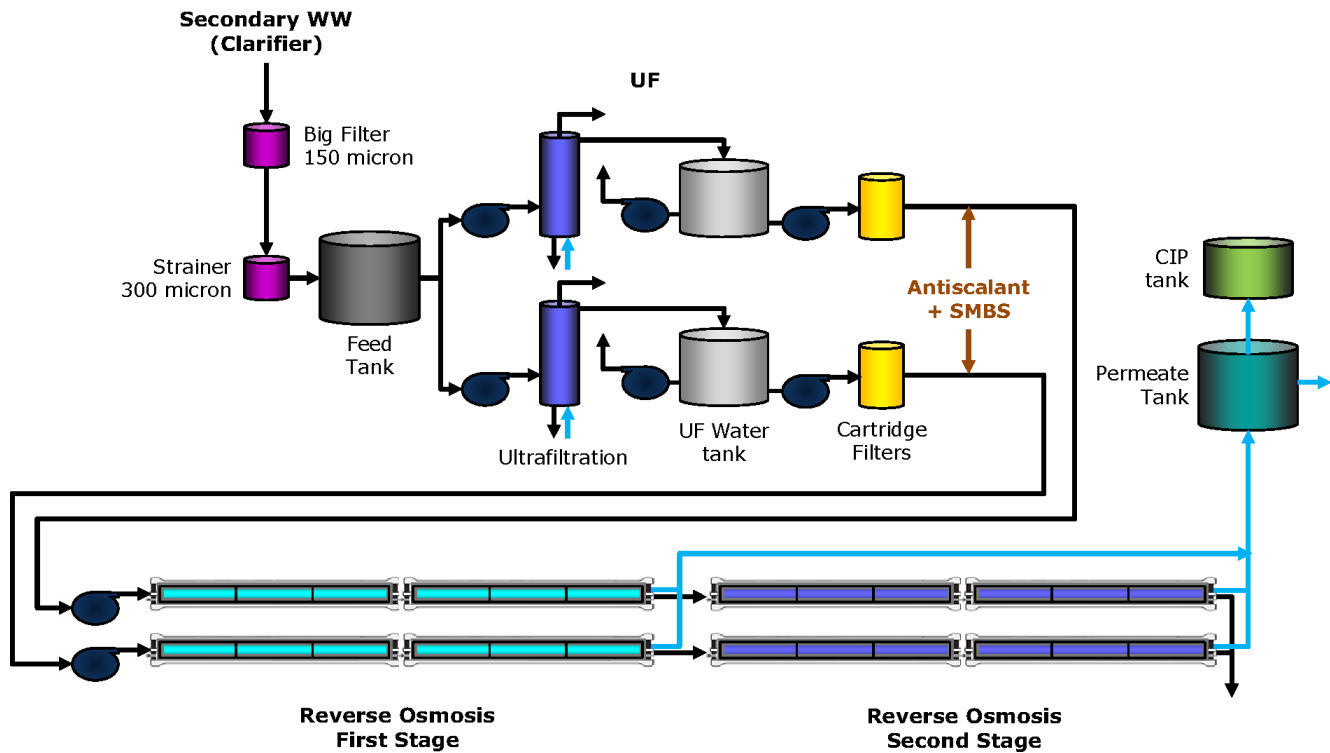 Secondary WW
(Clarifier)
UF
Big Filter
150 micron
Strainer
300 micron
Feed
Tank
Antiscalant
+ SMBS
CIP
tank
Permeate
Tank
Ultrafiltration
UF Water
tank
Cartridge
Filters
Reverse Osmosis
First Stage
Reverse Osmosis
Second Stage